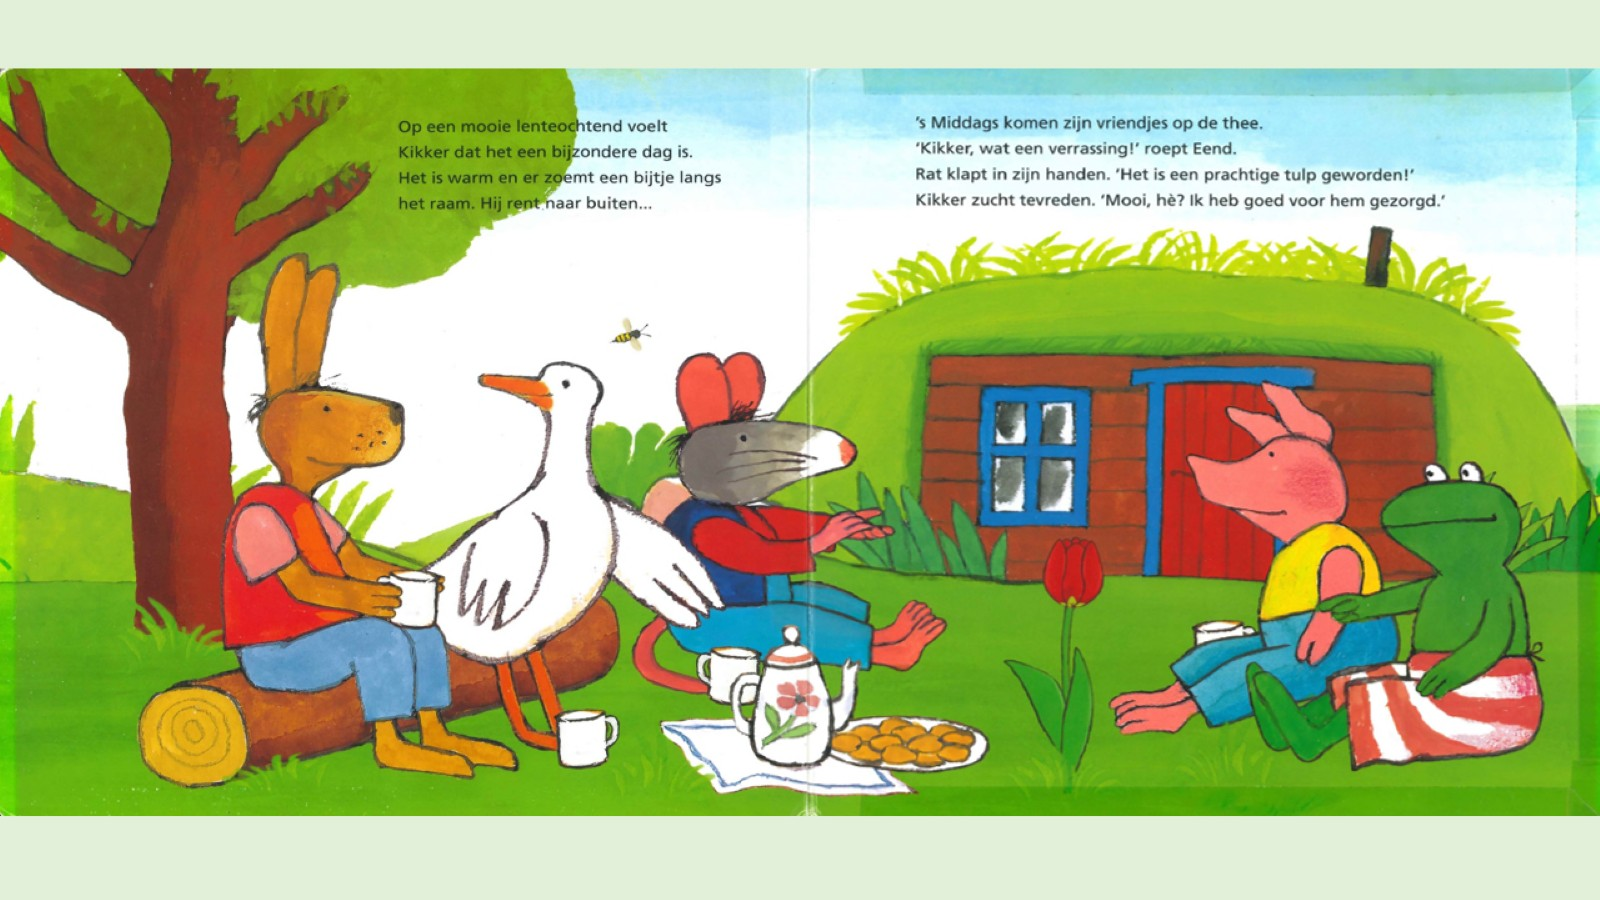 Op een mooie lenteochtend voelt
Kikker dat het een bijzondere dag is.
Het is warm en er zoemt een bijtje langs
het raam. Hij rent naar buiten...
’s Middags komen zijn vriendjes op de thee.
‘Kikker, wat een verrassing!’ roept Eend.
Rat klapt in zijn handen. ‘Het is een prachtige tulp geworden!’
Kikker zucht tevreden. ‘Mooi, hè? Ik heb goed voor hem gezorgd.’